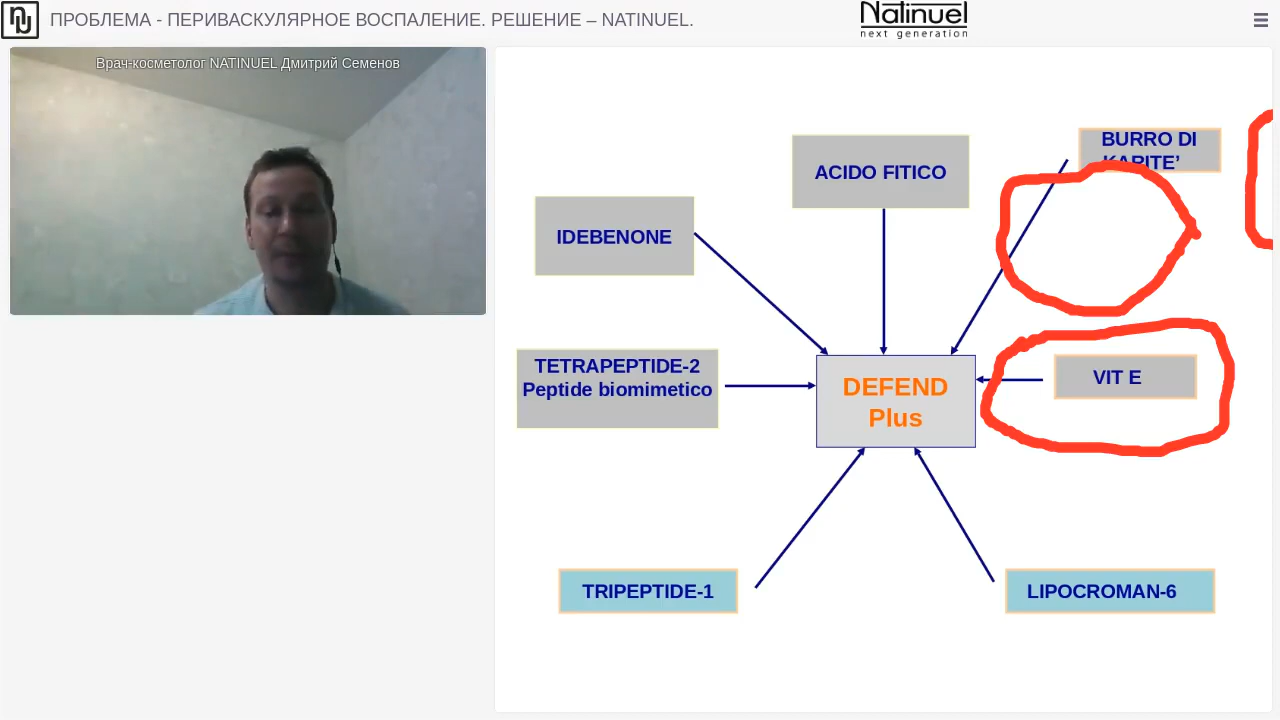 ПРОБЛЕМА - ПЕРИВАСКУЛЯРНОЕ ВОСПАЛЕНИЕ. РЕШЕНИЕ – NATINUEL.
Natinuel
next generation
Врач-косметолог NATINUEL Дмитрий Семенов
BURRO DI
KARITE’
ACIDO FITICO
IDEBENONE
TETRAPEPTIDE-2
Peptide biomimetico
DEFEND
Plus
VIT E
TRIPEPTIDE-1
LIPOCROMAN-6